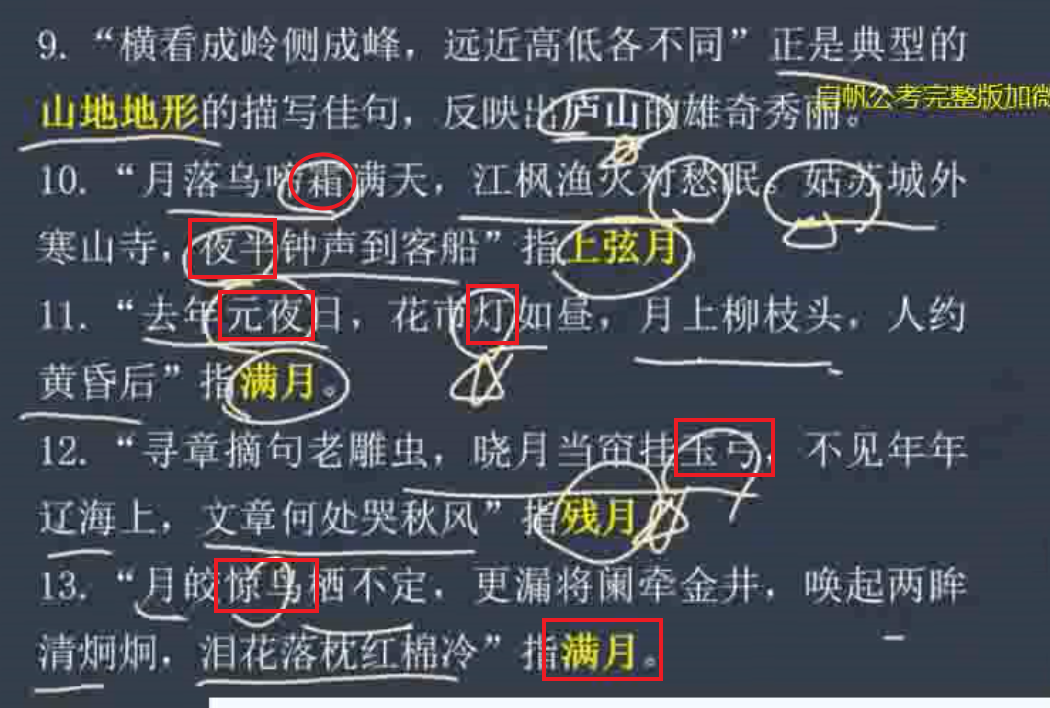 9. “横看成岭侧成峰，远近高低各不同”正是典型的
山地地形的描写佳句，反映出庐山的雄奇秀丽。
启帆公考完整版加微
10. “月落乌啼霜满天，江枫渔火对愁眠。姑苏城外
寒山寺，夜半钟声到客船”指上弦月
11. “去年元夜日，花市灯如昼，月上柳枝头，人约
黄昏后”指满月。
12. “寻章摘句老雕虫，晓月当帘挂玉弓，不见年年
辽海上，文章何处哭秋风”指残月
13. “月皎惊鸟栖不定，更漏将阑牵金井，唤起两眸
清炯炯，泪花落枕红棉冷”指满月。